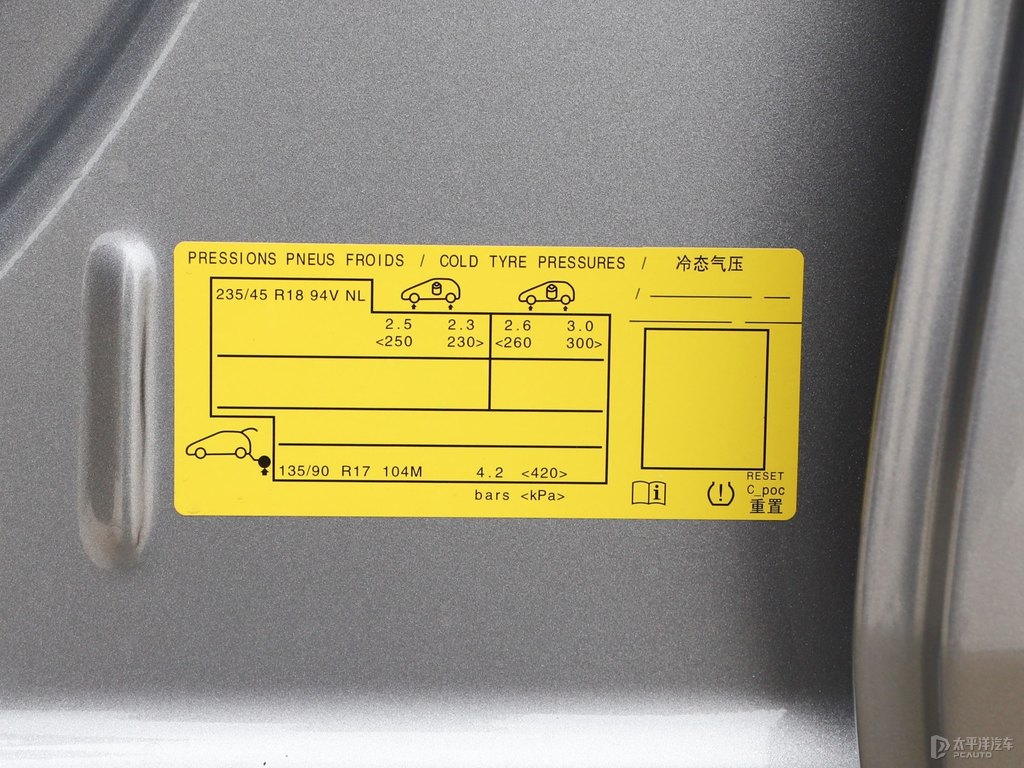 PRESSIONS PNEUS FROIDS / COLD TYRE PRESSURES / 冷态气压
235/45 R18 94V NL
/
2.5 2.3 2.6 3.0
<250 230> <260 300>
135/90 R17 104M 4.2 <420>
bars <kPa>
i
!
RESET
C_poc
重置
太平洋汽车
PCAUTO